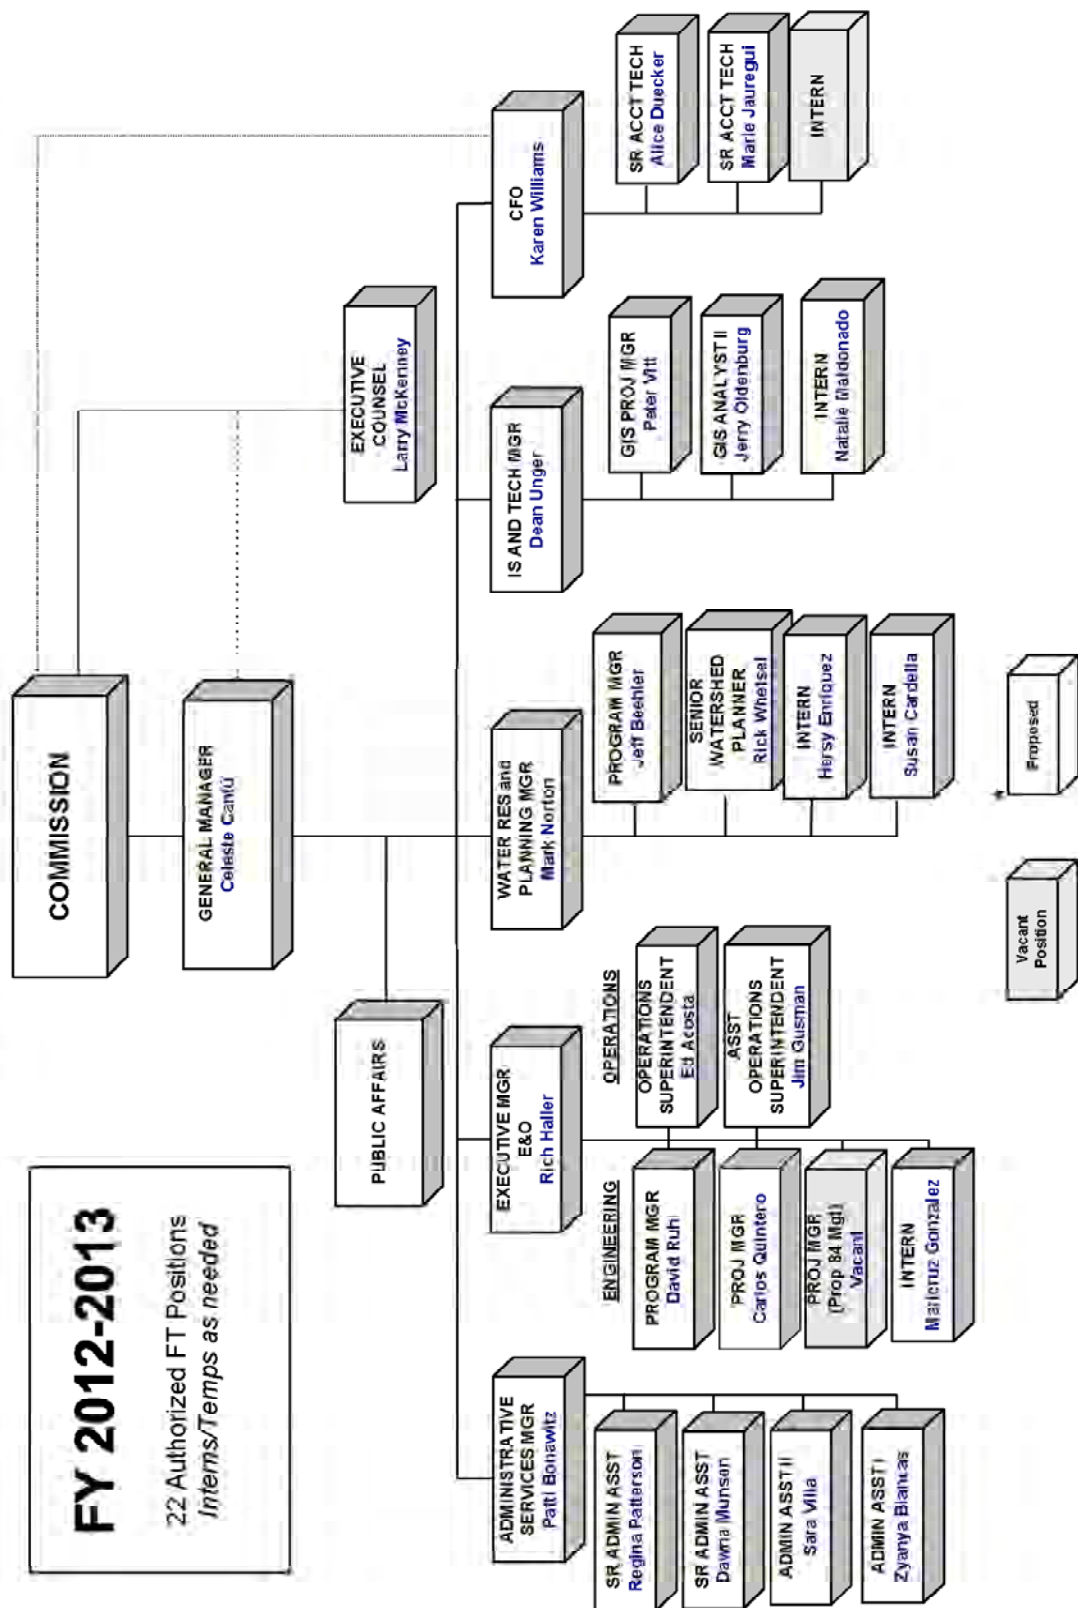 FY 2012-2013
22 Authorized FT Positions
Interns/Temps as needed
COMMISSION
GENERAL MANAGER
Celeste Cantú
PUBLIC AFFAIRS
EXECUTIVE
COUNSEL
Larry McKenney
ADMINISTRATIVE
SERVICES MGR
Patti Bonawitz
SR ADMIN ASST
Regina Patterson
SR ADMIN ASST
Dawna Munson
ADMIN ASST II
Sara Villa
ADMIN ASST I
Zyanya Blancas
EXECUTIVE MGR
E&O
Rich Haller
ENGINEERING
PROGRAM MGR
David Ruhl
PROJ MGR
Carlos Quintero
PROJ MGR
(Prop 84 Mgt)
Vacant
INTERN
Maricruz Gonzalez
OPERATIONS
OPERATIONS
SUPERINTENDENT
Ed Acosta
ASST
OPERATIONS
SUPERINTENDENT
Jim Gusman
WATER RES and
PLANNING MGR
Mark Norton
PROGRAM MGR
Jeff Beehler
SENIOR
WATERSHED
PLANNER
Rick Whetsel
INTERN
Hersy Enriquez
INTERN
Susan Cardella
IS AND TECH MGR
Dean Unger
GIS PROJ MGR
Peter Vitt
GIS ANALYST II
Jerry Oldenburg
INTERN
Natalie Maldonado
CFO
Karen Williams
SR ACCT TECH
Alice Duecker
SR ACCT TECH
Marie Jauregui
INTERN
Vacant
Position
*
Proposed